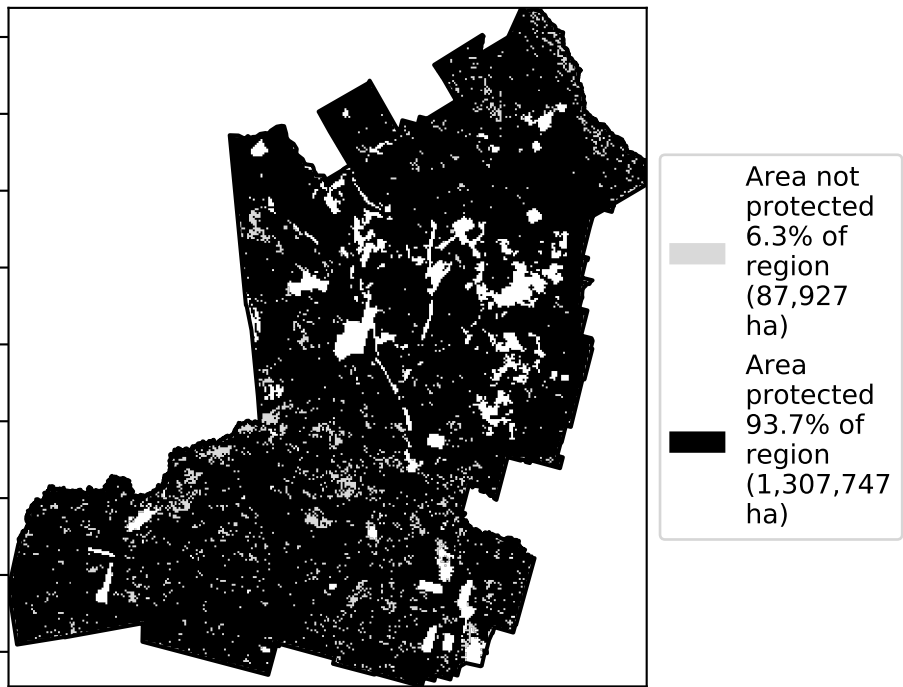 Area not
protected
6.3% of
region
(87,927
ha)
Area
protected
93.7% of
region
(1,307,747
ha)